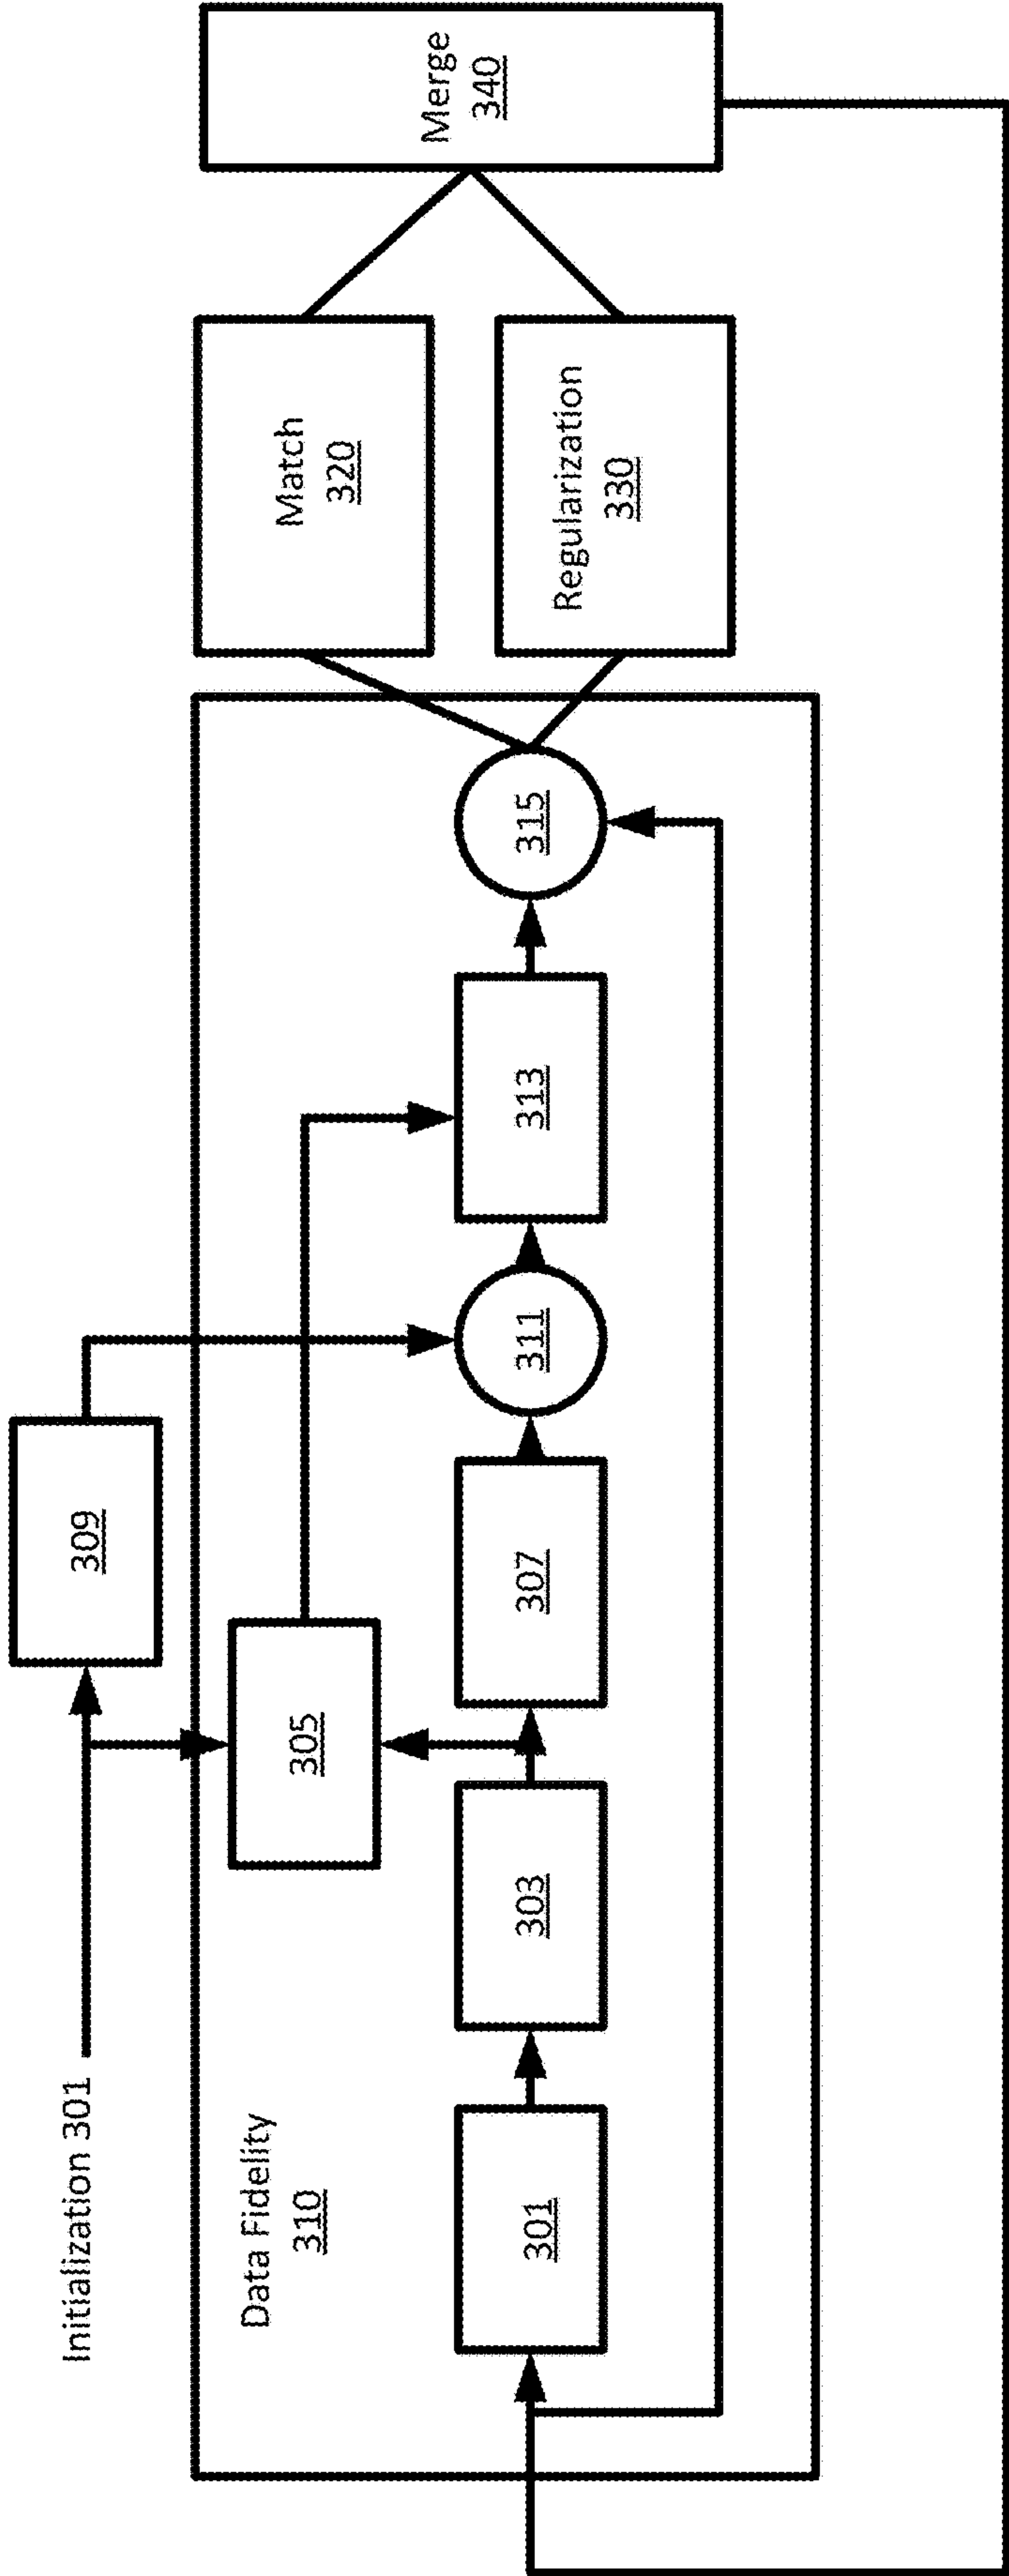 Initialization 301
309
Data Fidelity
310
305
301
303
307
311
313
315
Match
320
Regularization
330
Merge
340